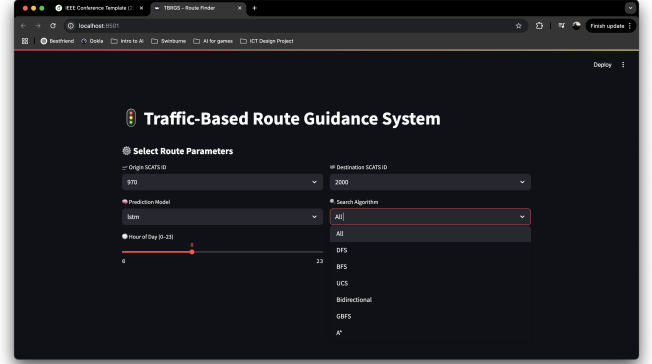 IEEE Conference Template (2)
TBRGS – Route Finder
localhost:8501
Finish update
Bestfriend
Ookla
Intro to AI
Swinburne
AI for games
ICT Design Project
Deploy
Traffic-Based Route Guidance System
Select Route Parameters
Origin SCATS ID
Destination SCATS ID
970
2000
Prediction Model
Search Algorithm
lstm
All
Hour of Day (0–23)
8
0
23
All
DFS
BFS
UCS
Bidirectional
GBFS
A*